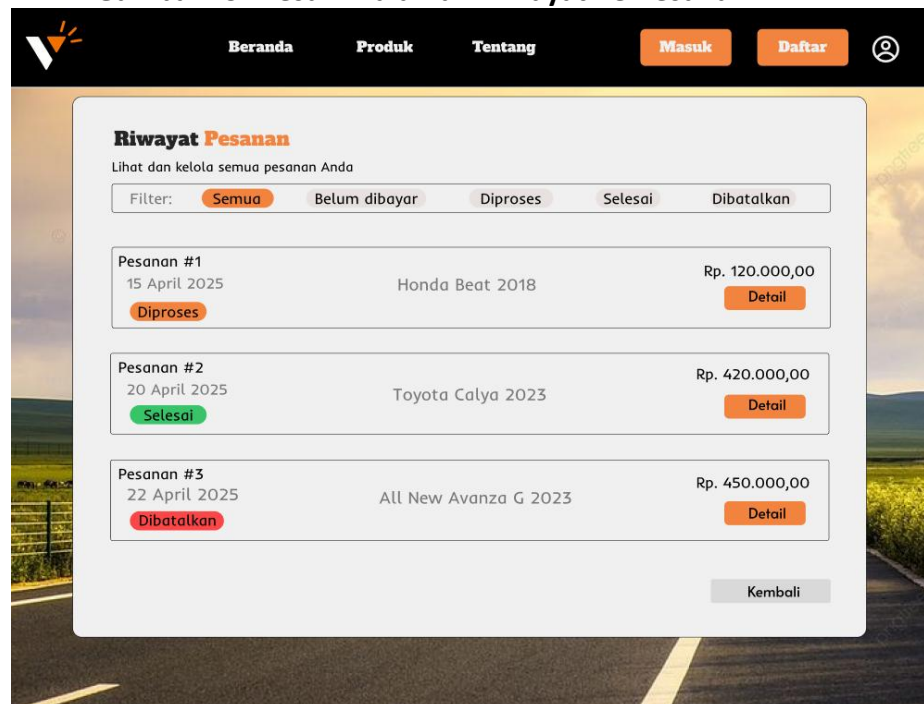 Beranda Produk Tentang Masuk Daftar
Riwayat Pesanan
Lihat dan kelola semua pesanan Anda
Filter: Semua Belum dibayar Diproses Selesai Dibatalkan
Pesanan #1
15 April 2025
Diproses
Honda Beat 2018
Rp. 120.000,00
Detail
Pesanan #2
20 April 2025
Selesai
Toyota Calya 2023
Rp. 420.000,00
Detail
Pesanan #3
22 April 2025
Dibatalkan
All New Avanza G 2023
Rp. 450.000,00
Detail
Kembali